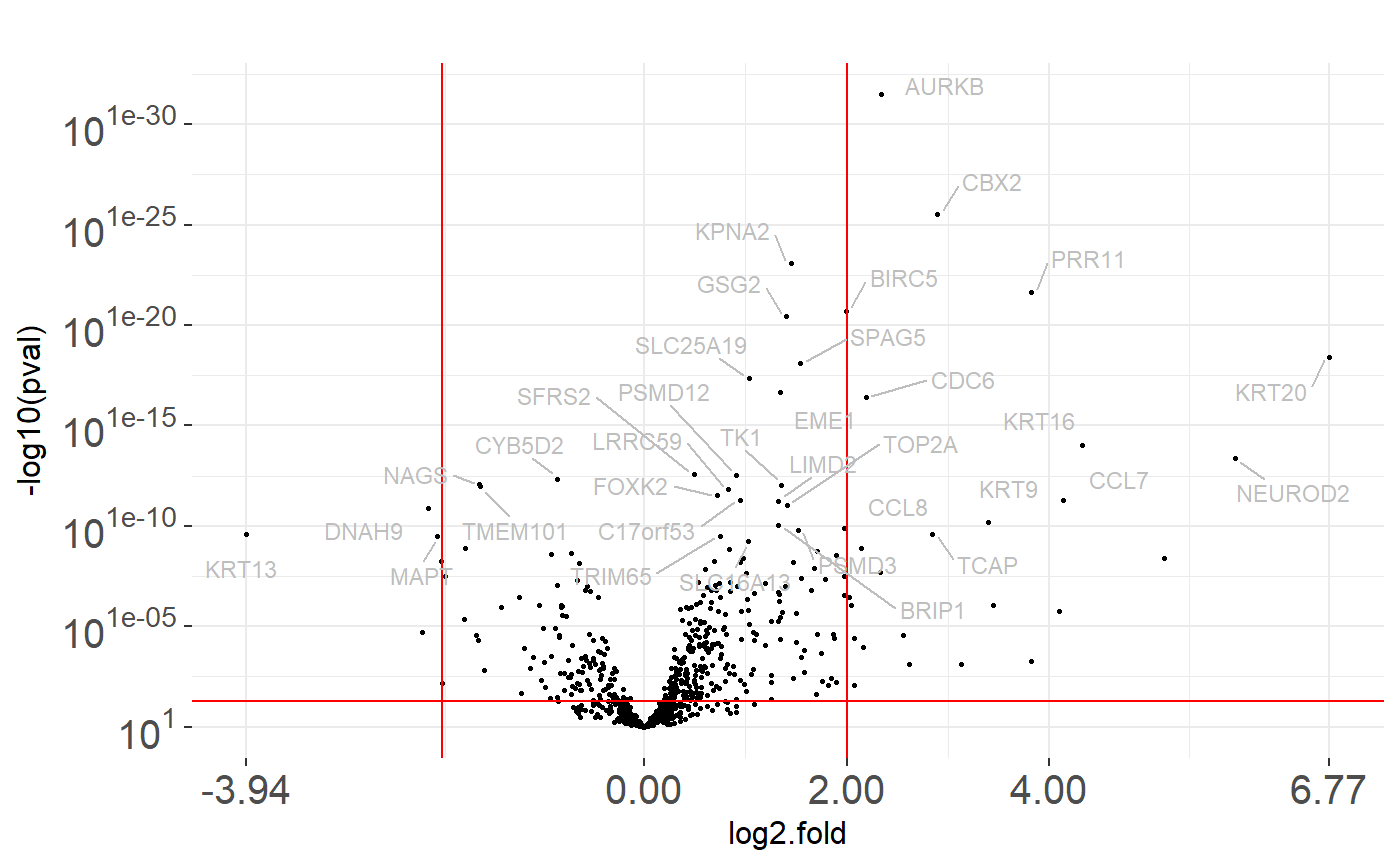 AURKB
10^1e-30
CBX2
10^1e-25
KPNA2
PRR11
BIRC5
GSG2
10^1e-20
SPAG5
SLC25A19
CDC6
KRT20
SFRS2
PSMD12
EME1
KRT16
10^1e-15
CYB5D2
LRRC59
TK1
TOP2A
LIMD2
NAGS
FOXK2
KRT9
CCL7
NEUROD2
CCL8
10^1e-10
DNAH9
TMEM101
C17orf53
KRT13
MAPT
TRIM65
SLC16A13
PSMD3
TCAP
BRIP1
10^1e-05
10^1
-3.94
0.00
2.00
4.00
6.77
log2.fold
-log10(pval)